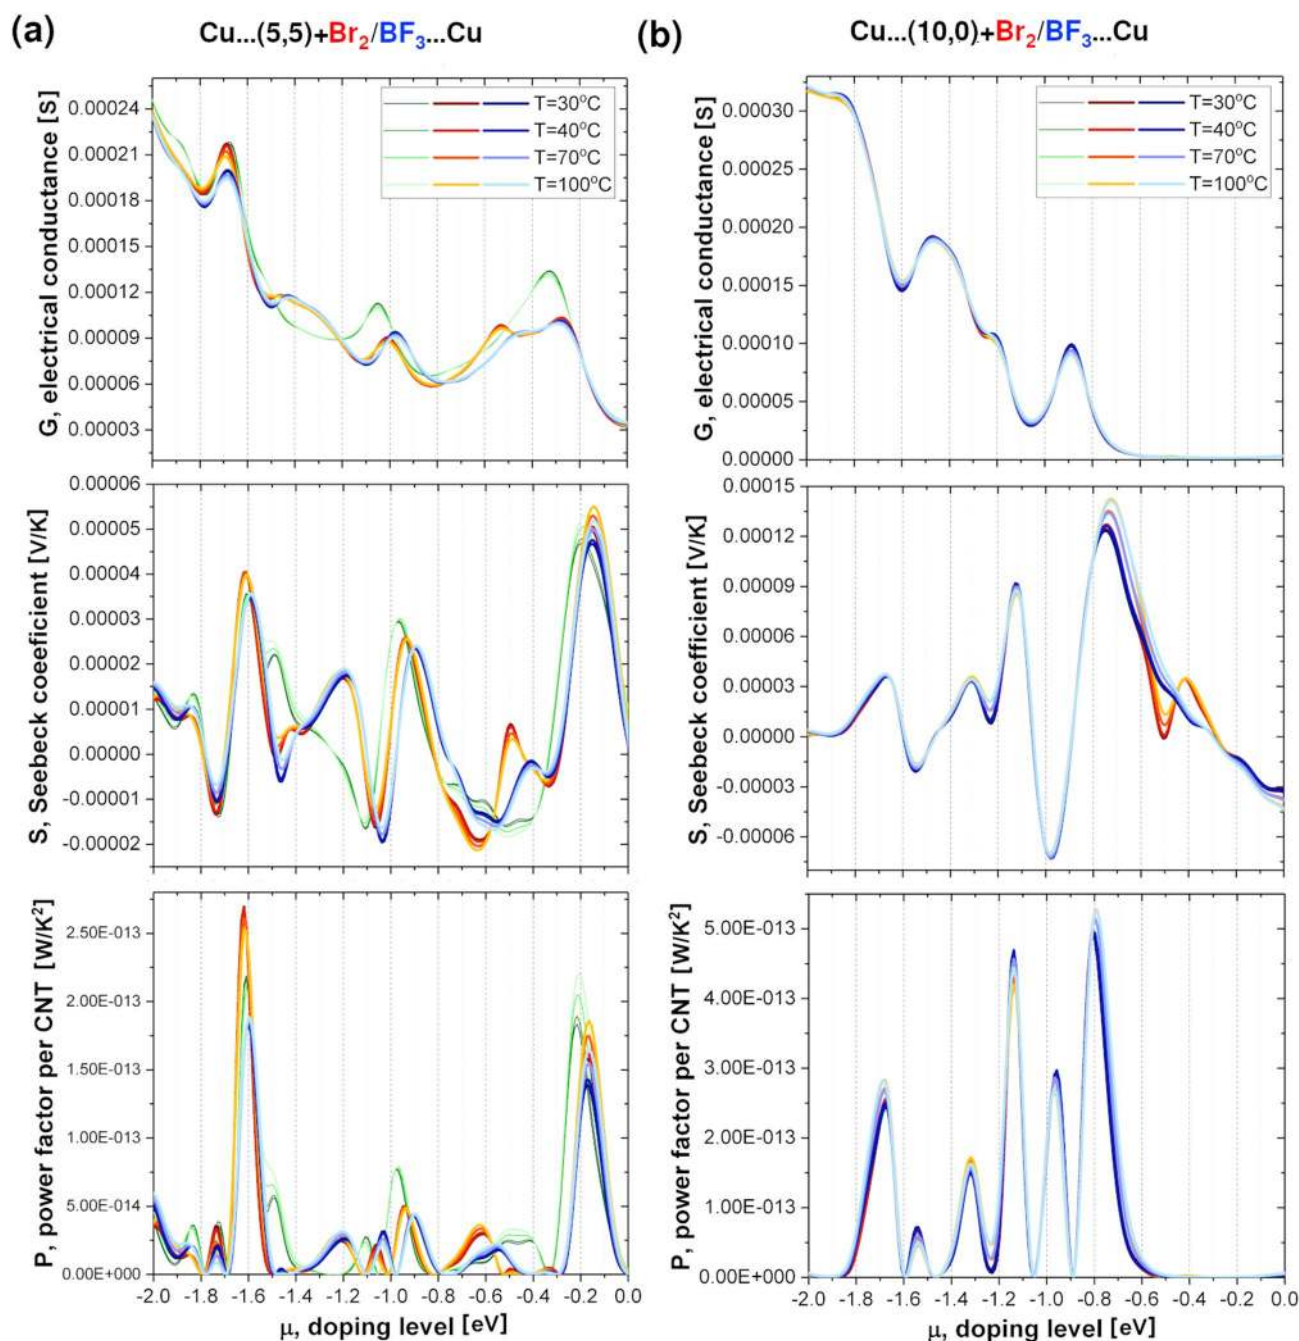 (a) Cu...(5,5)+Br2/BF3...Cu
G, electrical conductance [S]
0.00024
0.00021
0.00018
0.00015
0.00012
0.00009
0.00006
0.00003
T=30°C
T=40°C
T=70°C
T=100°C
S, Seebeck coeeficient [V/K]
0.00006
0.00005
0.00004
0.00003
0.00002
0.00001
0.00000
-0.00001
-0.00002
P, power factor per CNT [W/K2]
2.50E-013
2.00E-013
1.50E-013
1.00E-013
5.00E-014
0.00E+000
-2.0 -1.8 -1.6 -1.4 -1.2 -1.0 -0.8 -0.6 -0.4 -0.2 0.0
μ, doping level [eV]
(b) Cu...(10,0)+Br2/BF3...Cu
G, electrical conductance [S]
0.00030
0.00025
0.00020
0.00015
0.00010
0.00005
0.00000
T=30°C
T=40°C
T=70°C
T=100°C
S, Seebeck coefficient [V/K]
0.00015
0.00012
0.00009
0.00006
0.00003
0.00000
-0.00003
-0.00006
P, power factor per CNT [W/K2]
5.00E-013
4.00E-013
3.00E-013
2.00E-013
1.00E-013
0.00E+000
-2.0 -1.8 -1.6 -1.4 -1.2 -1.0 -0.8 -0.6 -0.4 -0.2 0.0
μ, doping level [eV]